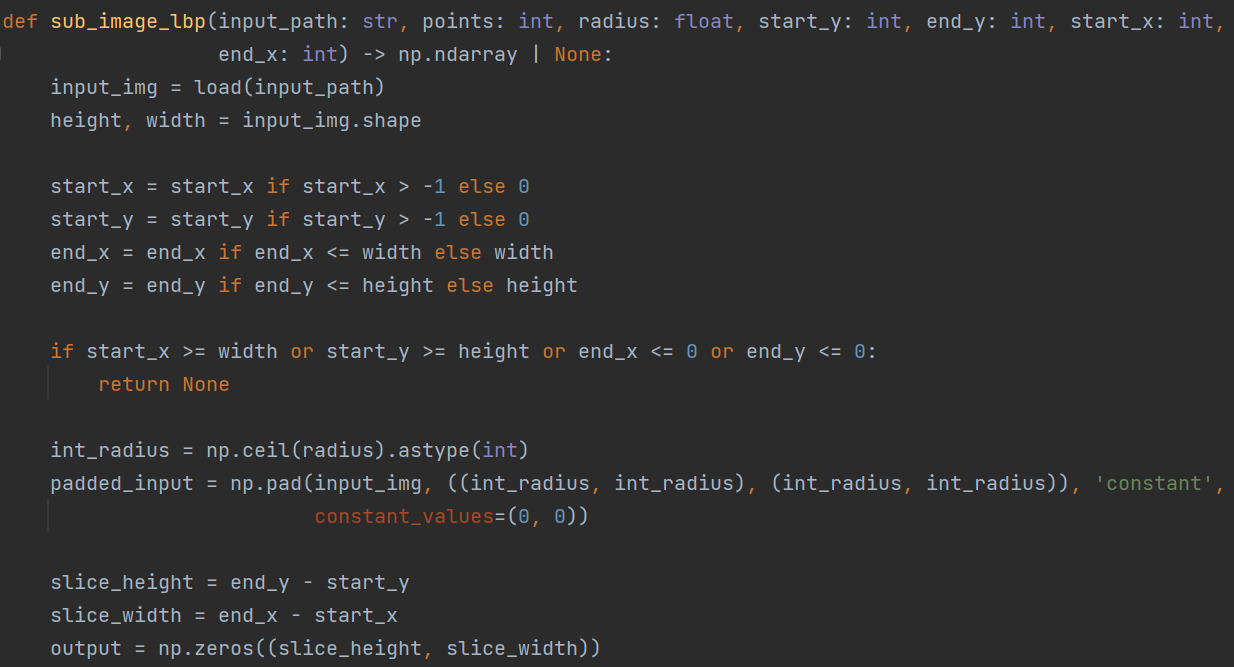 def sub_image_lbp(input_path: str, points: int, radius: float, start_y: int, end_y: int, start_x: int,
                  end_x: int) -> np.ndarray | None:
    input_img = load(input_path)
    height, width = input_img.shape

    start_x = start_x if start_x > -1 else 0
    start_y = start_y if start_y > -1 else 0
    end_x = end_x if end_x <= width else width
    end_y = end_y if end_y <= height else height

    if start_x >= width or start_y >= height or end_x <= 0 or end_y <= 0:
        return None

    int_radius = np.ceil(radius).astype(int)
    padded_input = np.pad(input_img, ((int_radius, int_radius), (int_radius, int_radius)), 'constant',
                          constant_values=(0, 0))

    slice_height = end_y - start_y
    slice_width = end_x - start_x
    output = np.zeros((slice_height, slice_width))